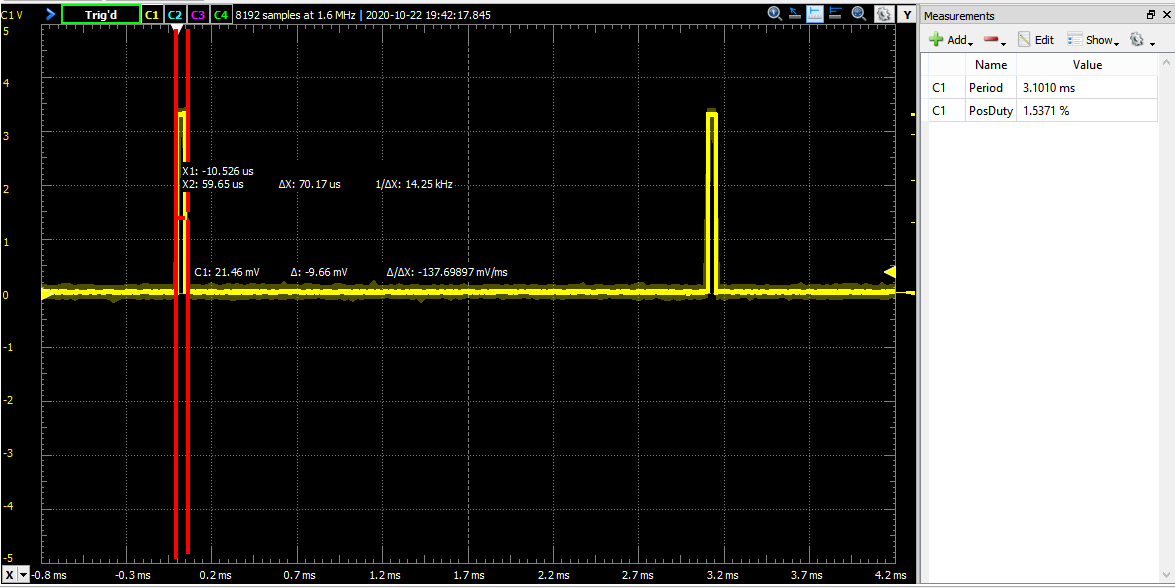 C1 V Trig'd C1 C2 C3 C4 8192 samples at 1.6 MHz | 2020-10-22 19:42:17.845 Y
5
4
3
2
1
0
-1
-2
-3
-4
-5
X1: -10.526 us
X2: 59.65 us ΔX: 70.17 us 1/ΔX: 14.25 kHz
C1: 21.46 mV Δ: -9.66 mV Δ/ΔX: -137.69897 mV/ms
X -0.8 ms -0.3 ms 0.2 ms 0.7 ms 1.2 ms 1.7 ms 2.2 ms 2.7 ms 3.2 ms 3.7 ms 4.2 ms
Measurements
Add Edit Show
Name Value
C1 Period 3.1010 ms
C1 PosDuty 1.5371 %